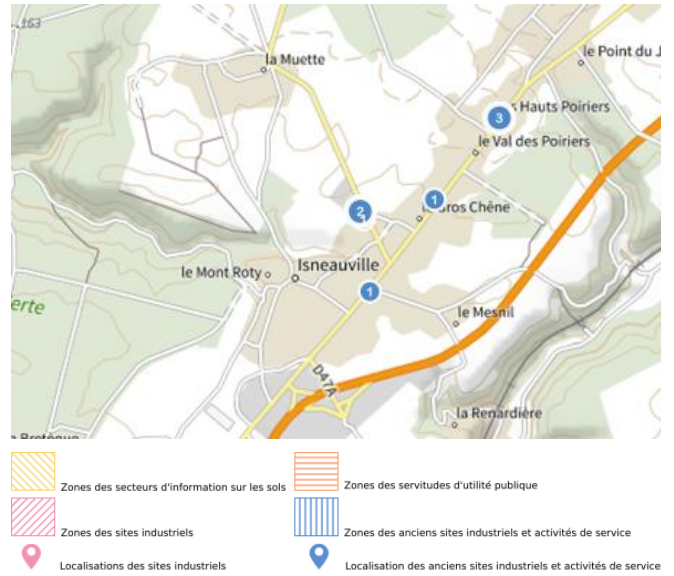 163
la Muette
le Point du J
s Hauts Poiriers
3
le Val des Poiriers
2
1
1
Gros Chêne
le Mont Roty
Isneauville
1
erte
le Mesnil
D47A
la Renardière
Zones des secteurs d'information sur les sols
Zones des servitudes d'utilité publique
Zones des sites industriels
Zones des anciens sites industriels et activités de service
Localisations des sites industriels
Localisation des anciens sites industriels et activités de service